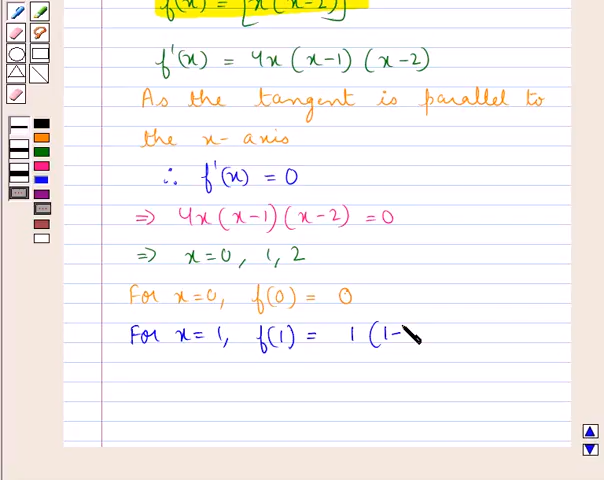 f(x) = [x(x-2)]
f'(x) = 4x(x-1)(x-2)
As the tangent is parallel to
the x-axis
∴ f'(x) = 0
⇒ 4x(x-1)(x-2) = 0
⇒ x=0, 1, 2
For x=0, f(0) = 0
For x=1, f(1) = 1(1-